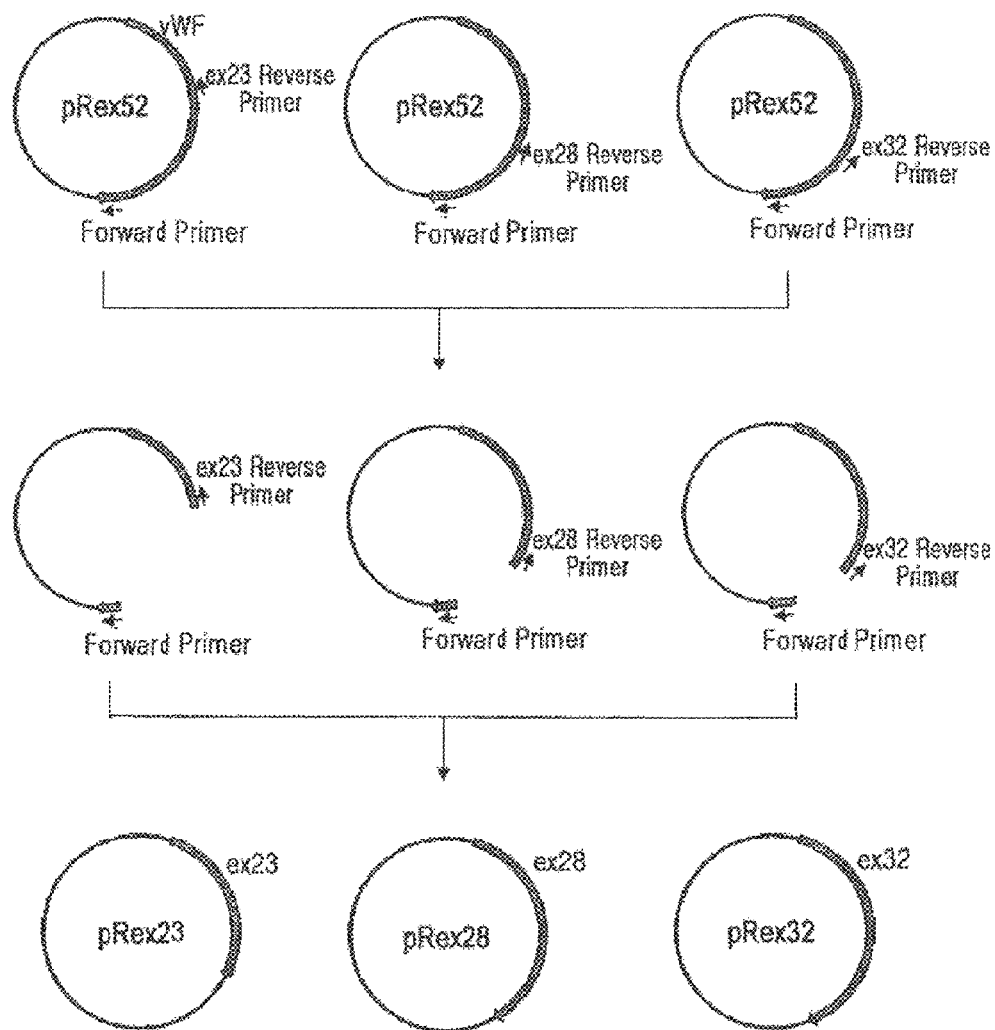 vWF
pRex52
ex23 Reverse
Primer
Forward Primer
pRex52
ex28 Reverse
Primer
Forward Primer
pRex52
ex32 Reverse
Primer
Forward Primer
ex23 Reverse
Primer
Forward Primer
ex28 Reverse
Primer
Forward Primer
ex32 Reverse
Primer
Forward Primer
ex23
pRex23
ex28
pRex28
ex32
pRex32